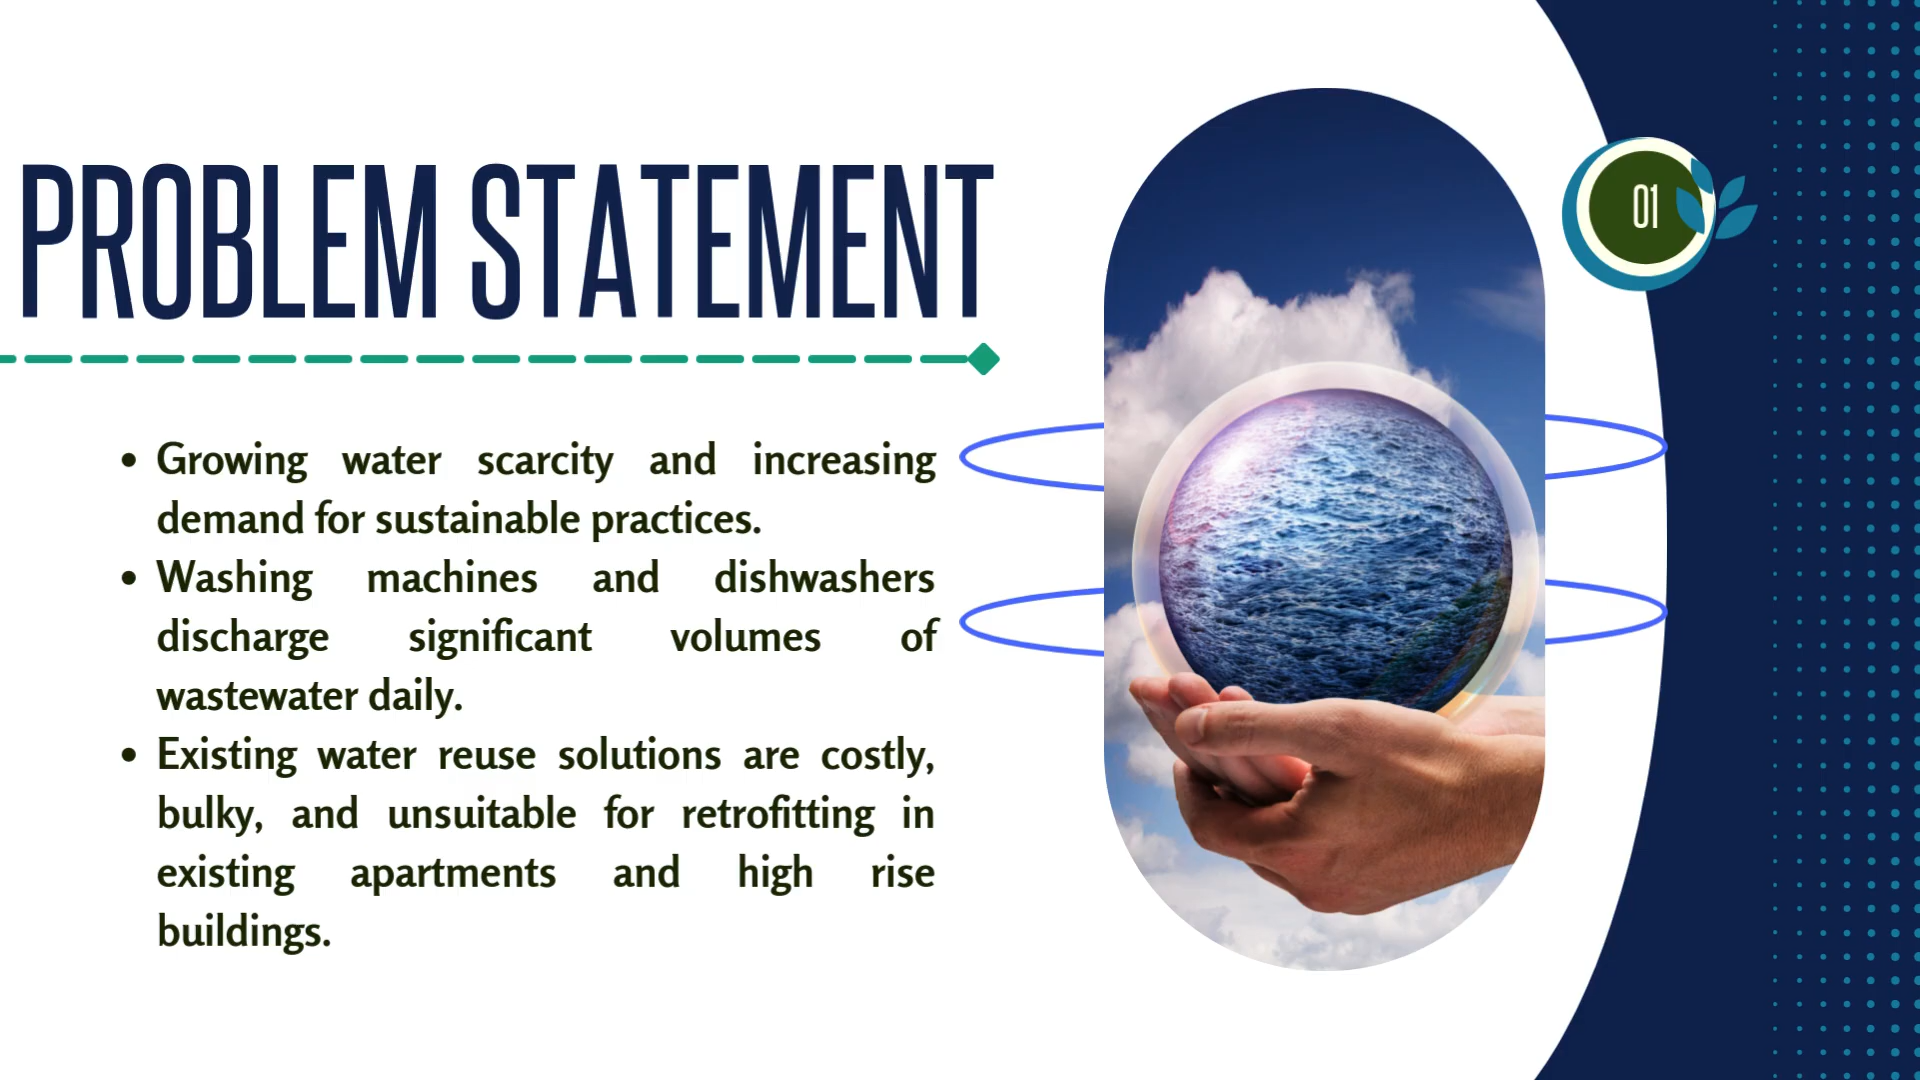 PROBLEM STATEMENT
01
• Growing water scarcity and increasing
demand for sustainable practices.
• Washing machines and dishwashers
discharge significant volumes of
wastewater daily.
• Existing water reuse solutions are costly,
bulky, and unsuitable for retrofitting in
existing apartments and high rise
buildings.